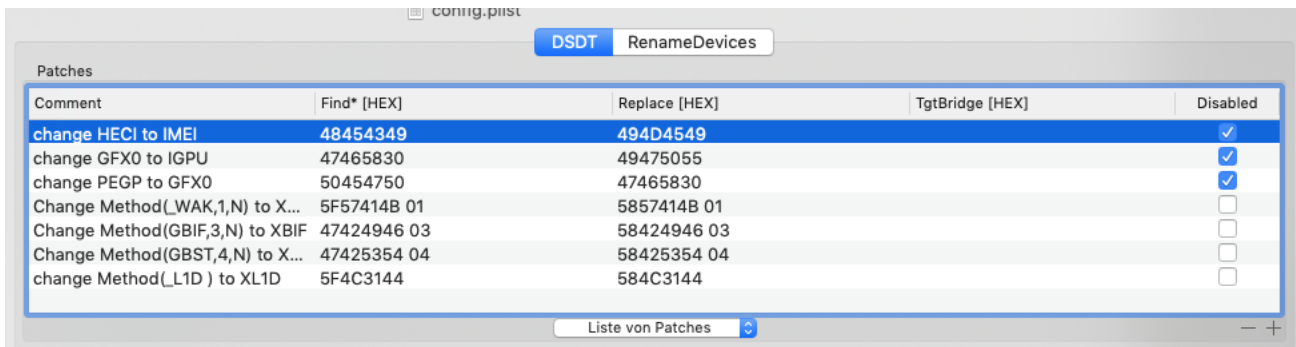 config.plist
DSDT RenameDevices
Patches
Comment Find* [HEX] Replace [HEX] TgtBridge [HEX] Disabled
change HECI to IMEI 48454349 494D4549
change GFX0 to IGPU 47465830 49475055
change PEGP to GFX0 50454750 47465830
Change Method(_WAK,1,N) to X... 5F57414B 01 5857414B 01
Change Method(GBIF,3,N) to XBIF 47424946 03 58424946 03
Change Method(GBST,4,N) to X... 47425354 04 58425354 04
change Method(_L1D ) to XL1D 5F4C3144 584C3144
Liste von Patches